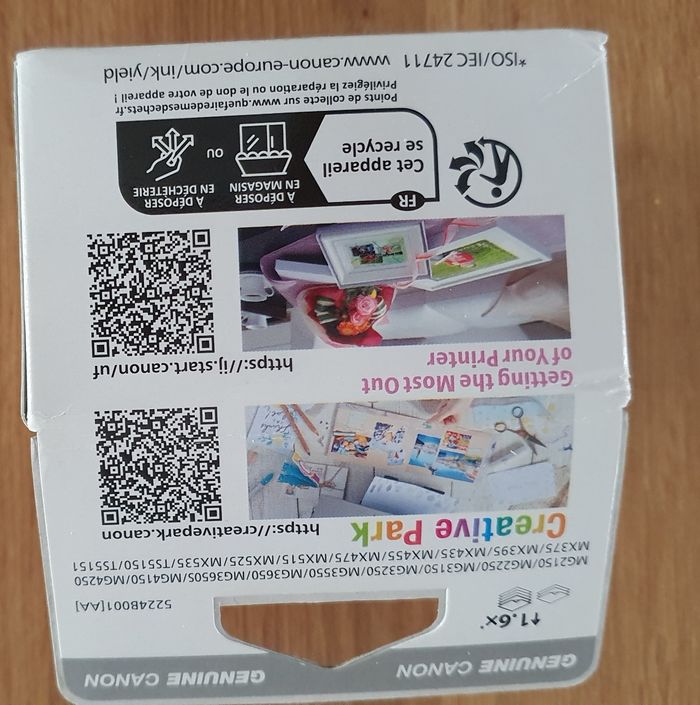 GENUINE CANON GENUINE CANON
↑1.6x*
5224B001[AA]
MG2150/MG2250/MG3150/MG3250/MG3550/MG3650/MG3650S/MG4150/MG4250
MX375/MX395/MX435/MX455/MX475/MX515/MX525/MX535/TS5150/TS5151
Creative Park
https://creativepark.canon
Getting the Most Out
of Your Printer
https://ij.start.canon/uf
FR
Cet appareil
se recycle
À DÉPOSER
EN MAGASIN
OU
À DÉPOSER
EN DÉCHÈTERIE
Points de collecte sur www.quefairedemesdechets.fr
Privilégiez la réparation ou le don de votre appareil !
*ISO/IEC 24711 www.canon-europe.com/ink/yield